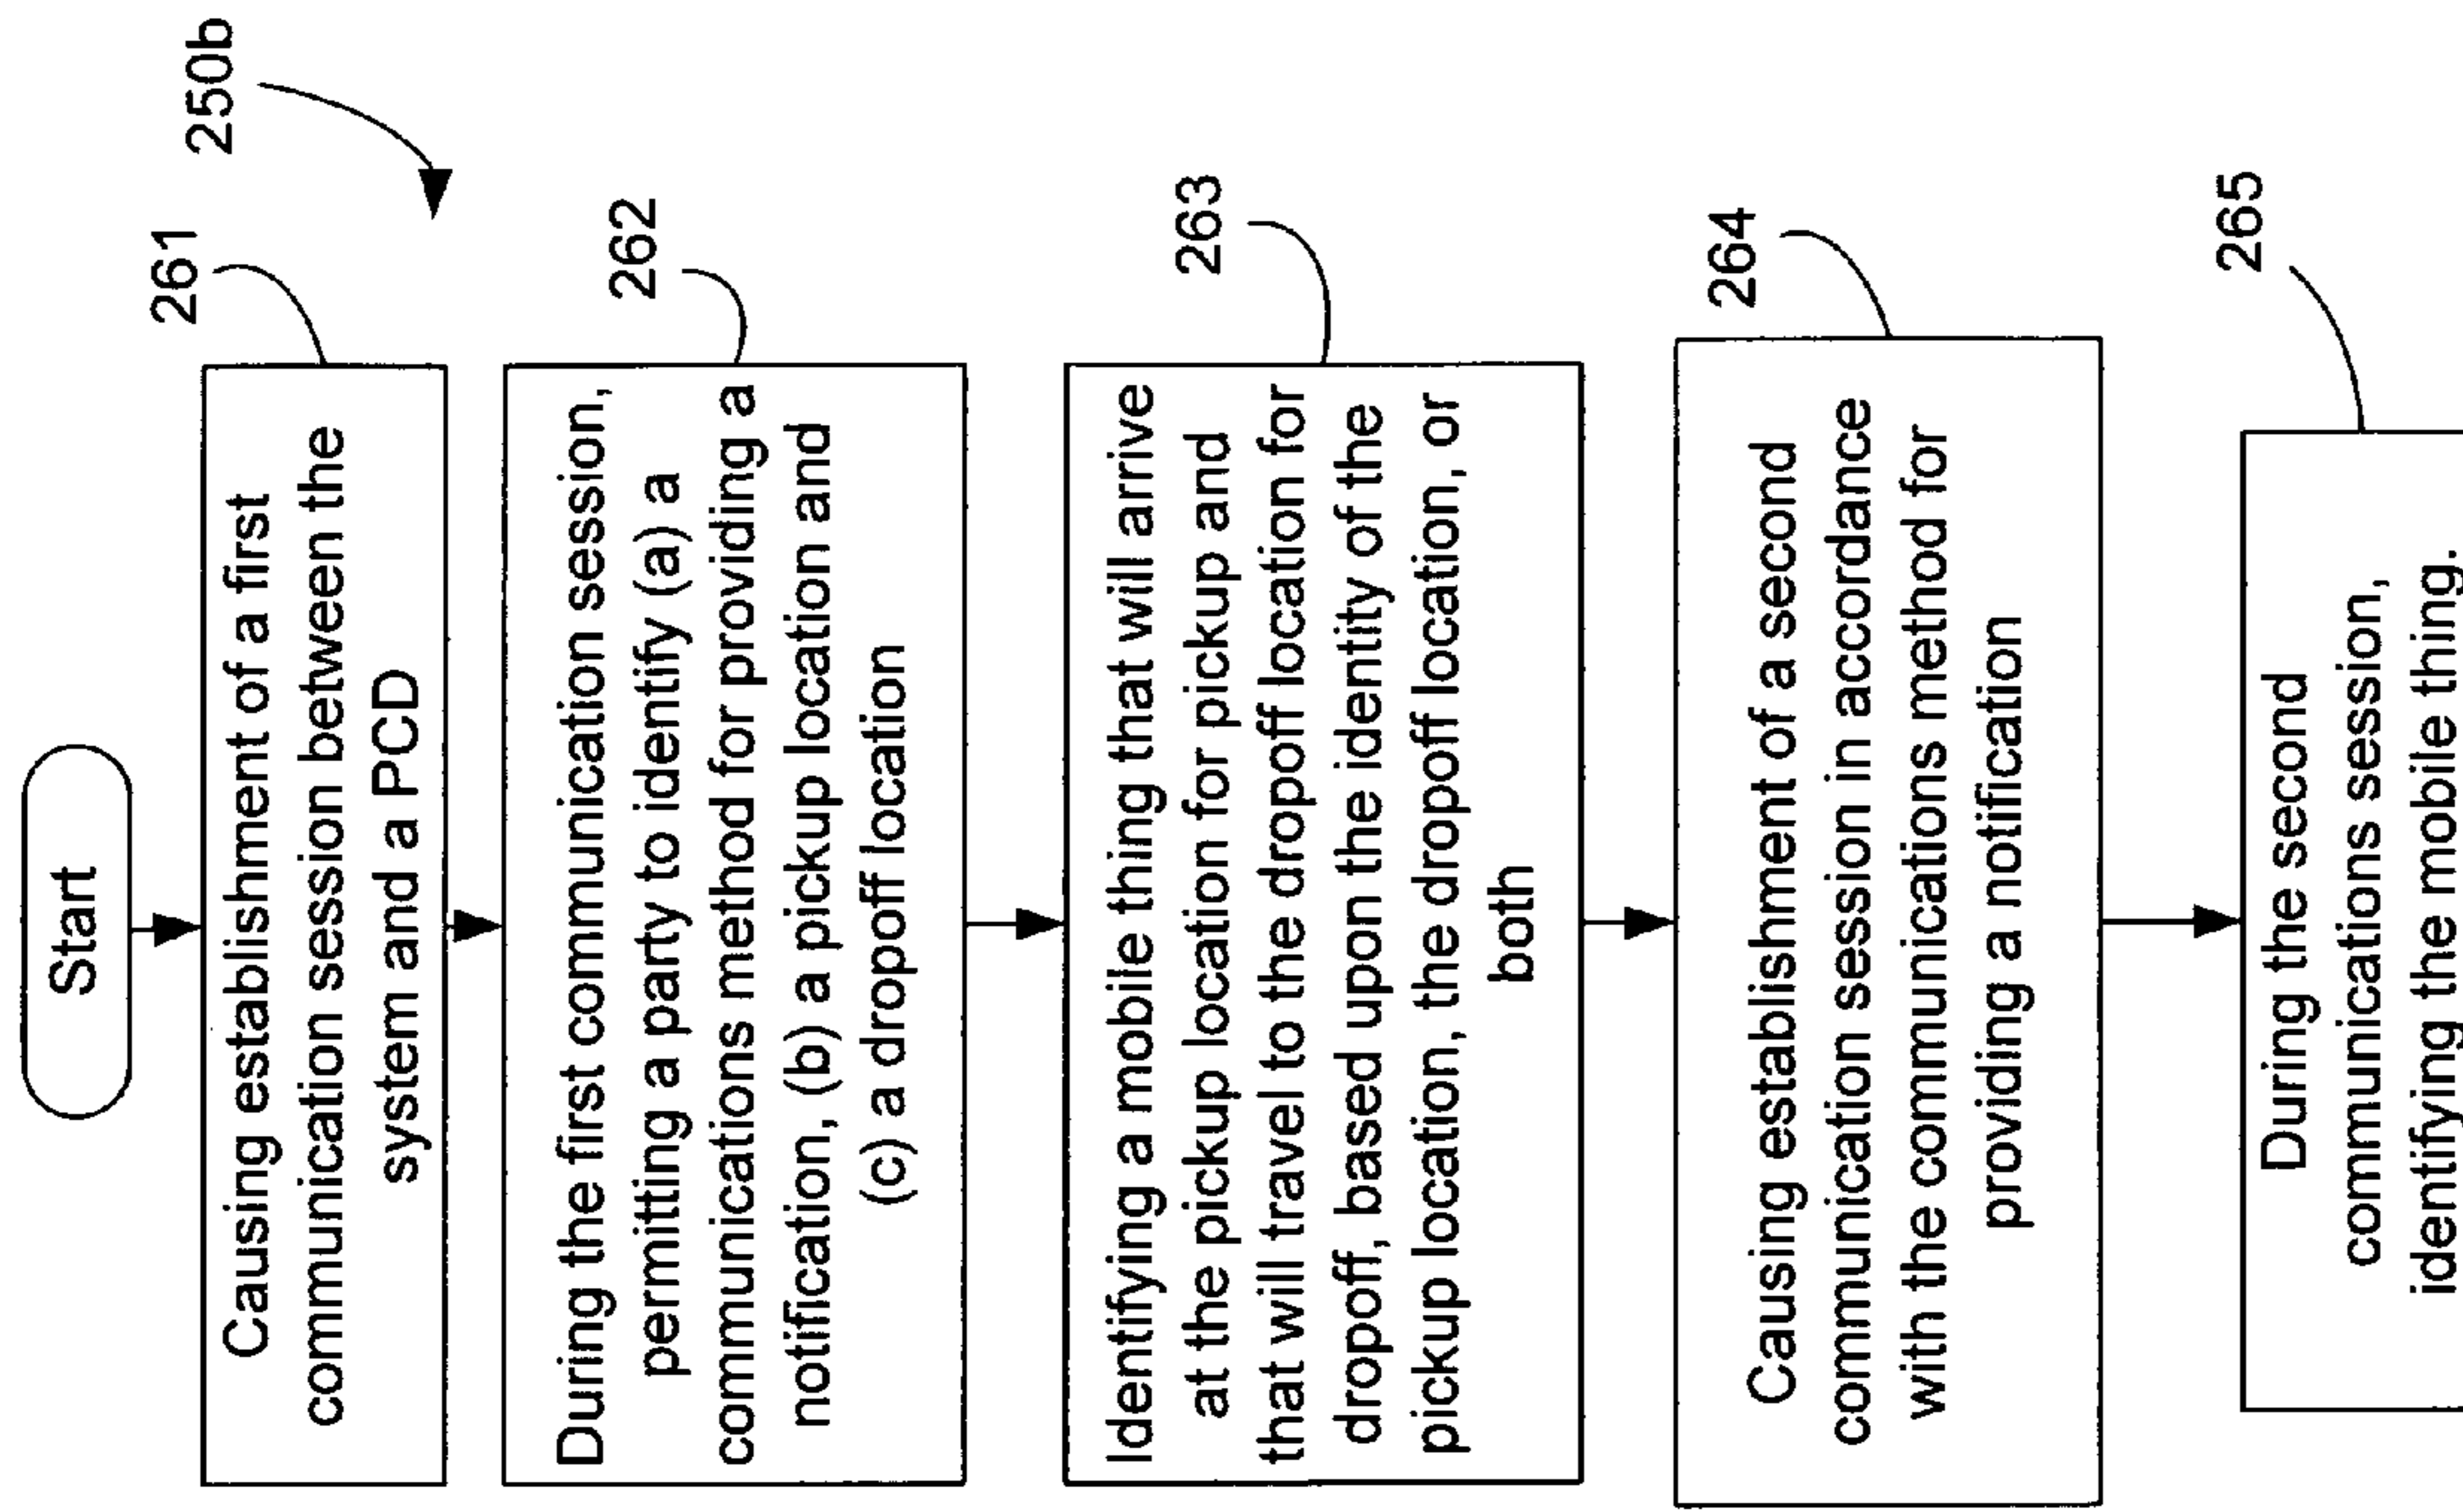 250b
Start
261
Causing establishment of a first
communication session between the
system and a PCD
262
During the first communication session,
permitting a party to identify (a) a
communications method for providing a
notification, (b) a pickup location and
(c) a dropoff location
263
Identifying a mobile thing that will arrive
at the pickup location for pickup and
that will travel to the dropoff location for
dropoff, based upon the identity of the
pickup location, the dropoff location, or
both
264
Causing establishment of a second
communication session in accordance
with the communications method for
providing a notification
265
During the second
communications session,
identifying the mobile thing.